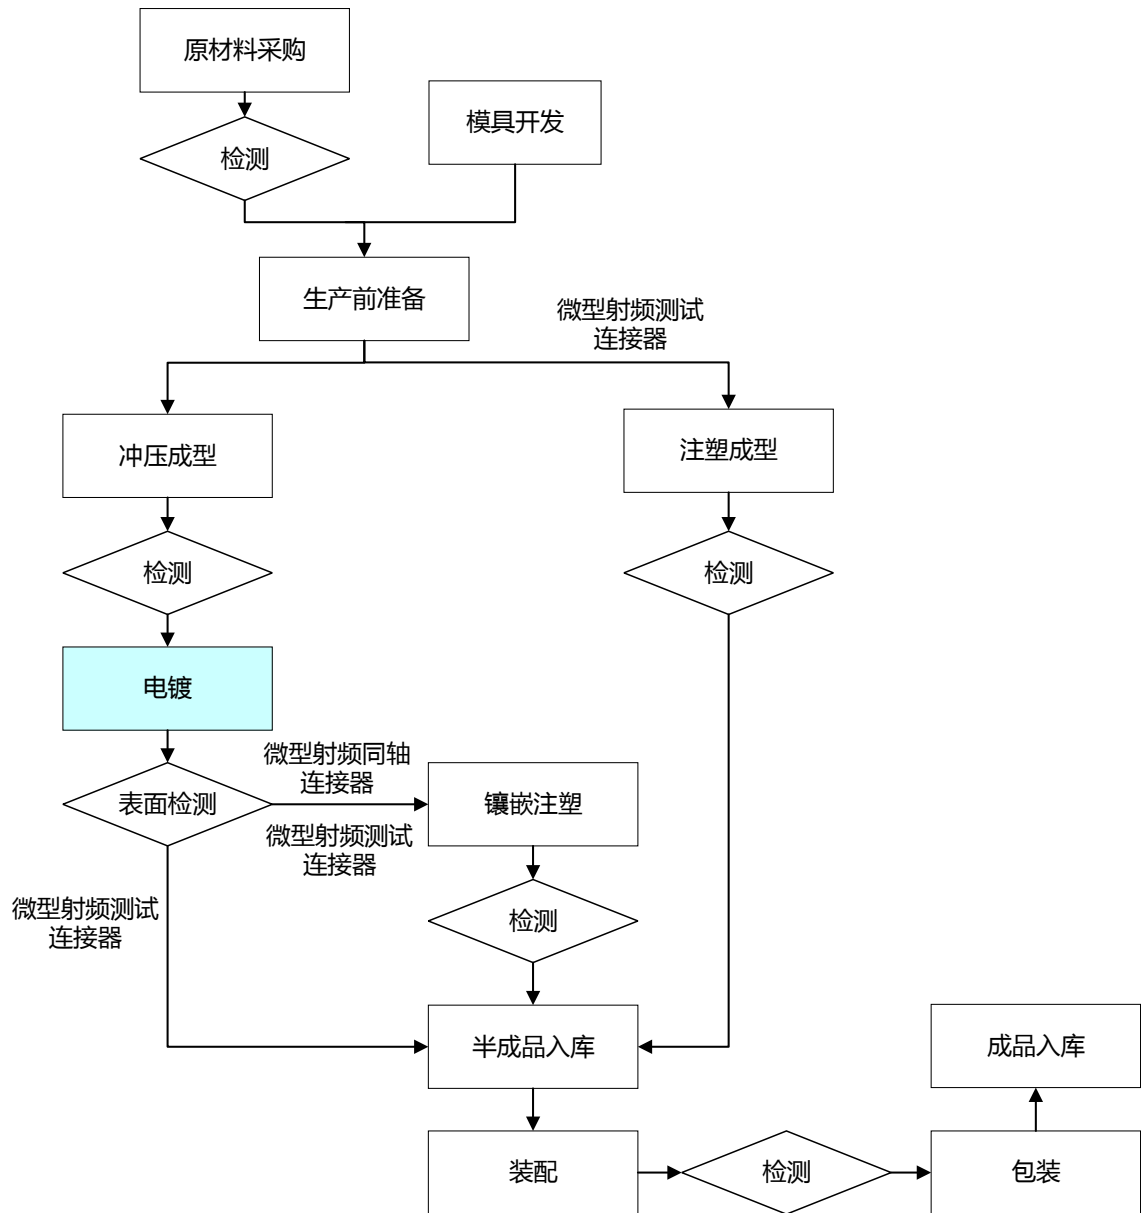 原材料采购
模具开发
检测
生产前准备
微型射频测试
连接器
冲压成型
注塑成型
检测
检测
电镀
微型射频同轴
连接器
表面检测
镶嵌注塑
微型射频测试
连接器
微型射频测试
连接器
检测
半成品入库
成品入库
装配
检测
包装